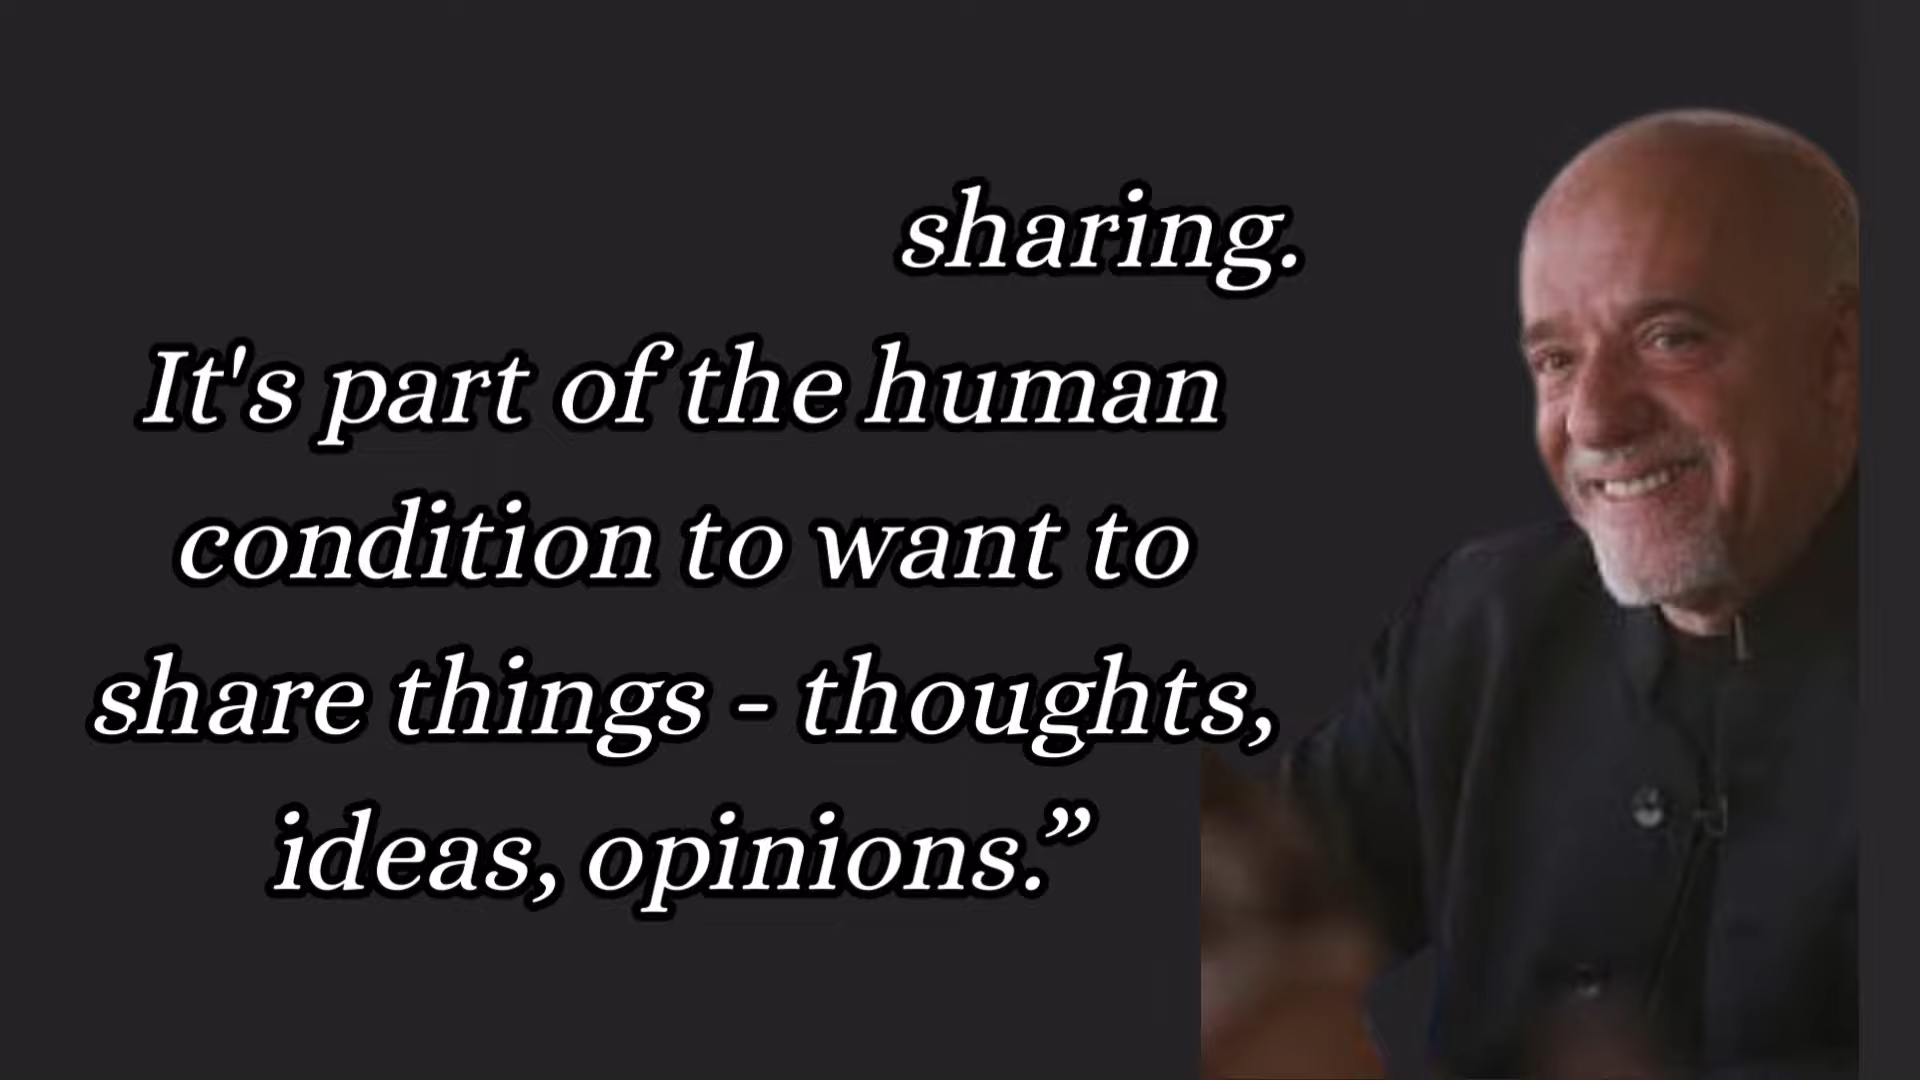 sharing.
It's part of the human
condition to want to
share things - thoughts,
ideas, opinions.”